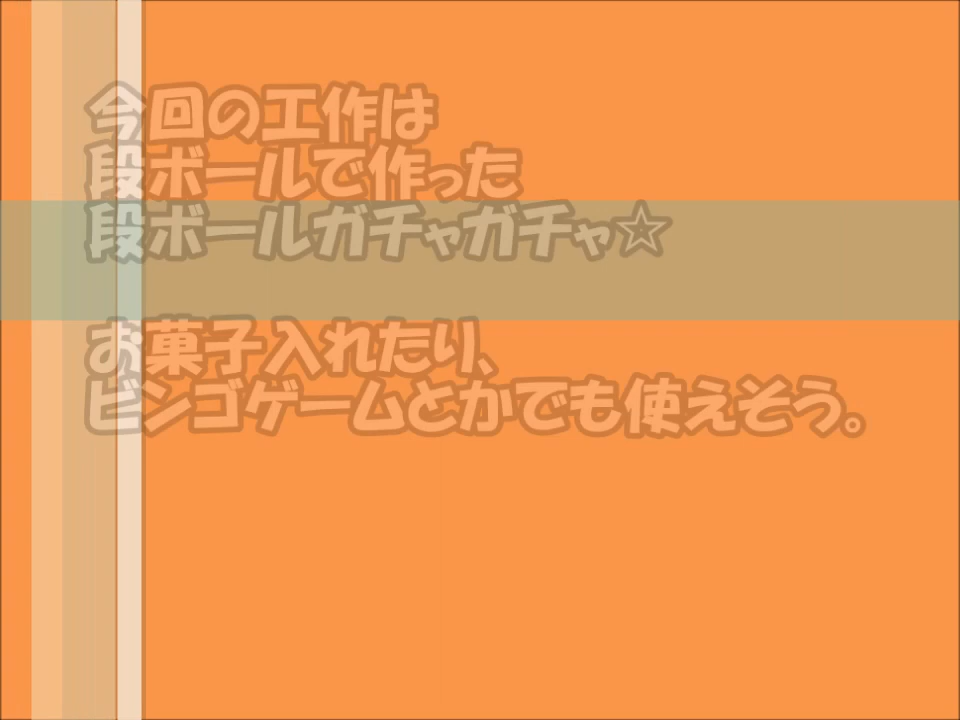 今回の工作は
段ボールで作った
段ボールガチャガチャ☆
お菓子入れたり、
ビンゴゲームとかでも使えそう。